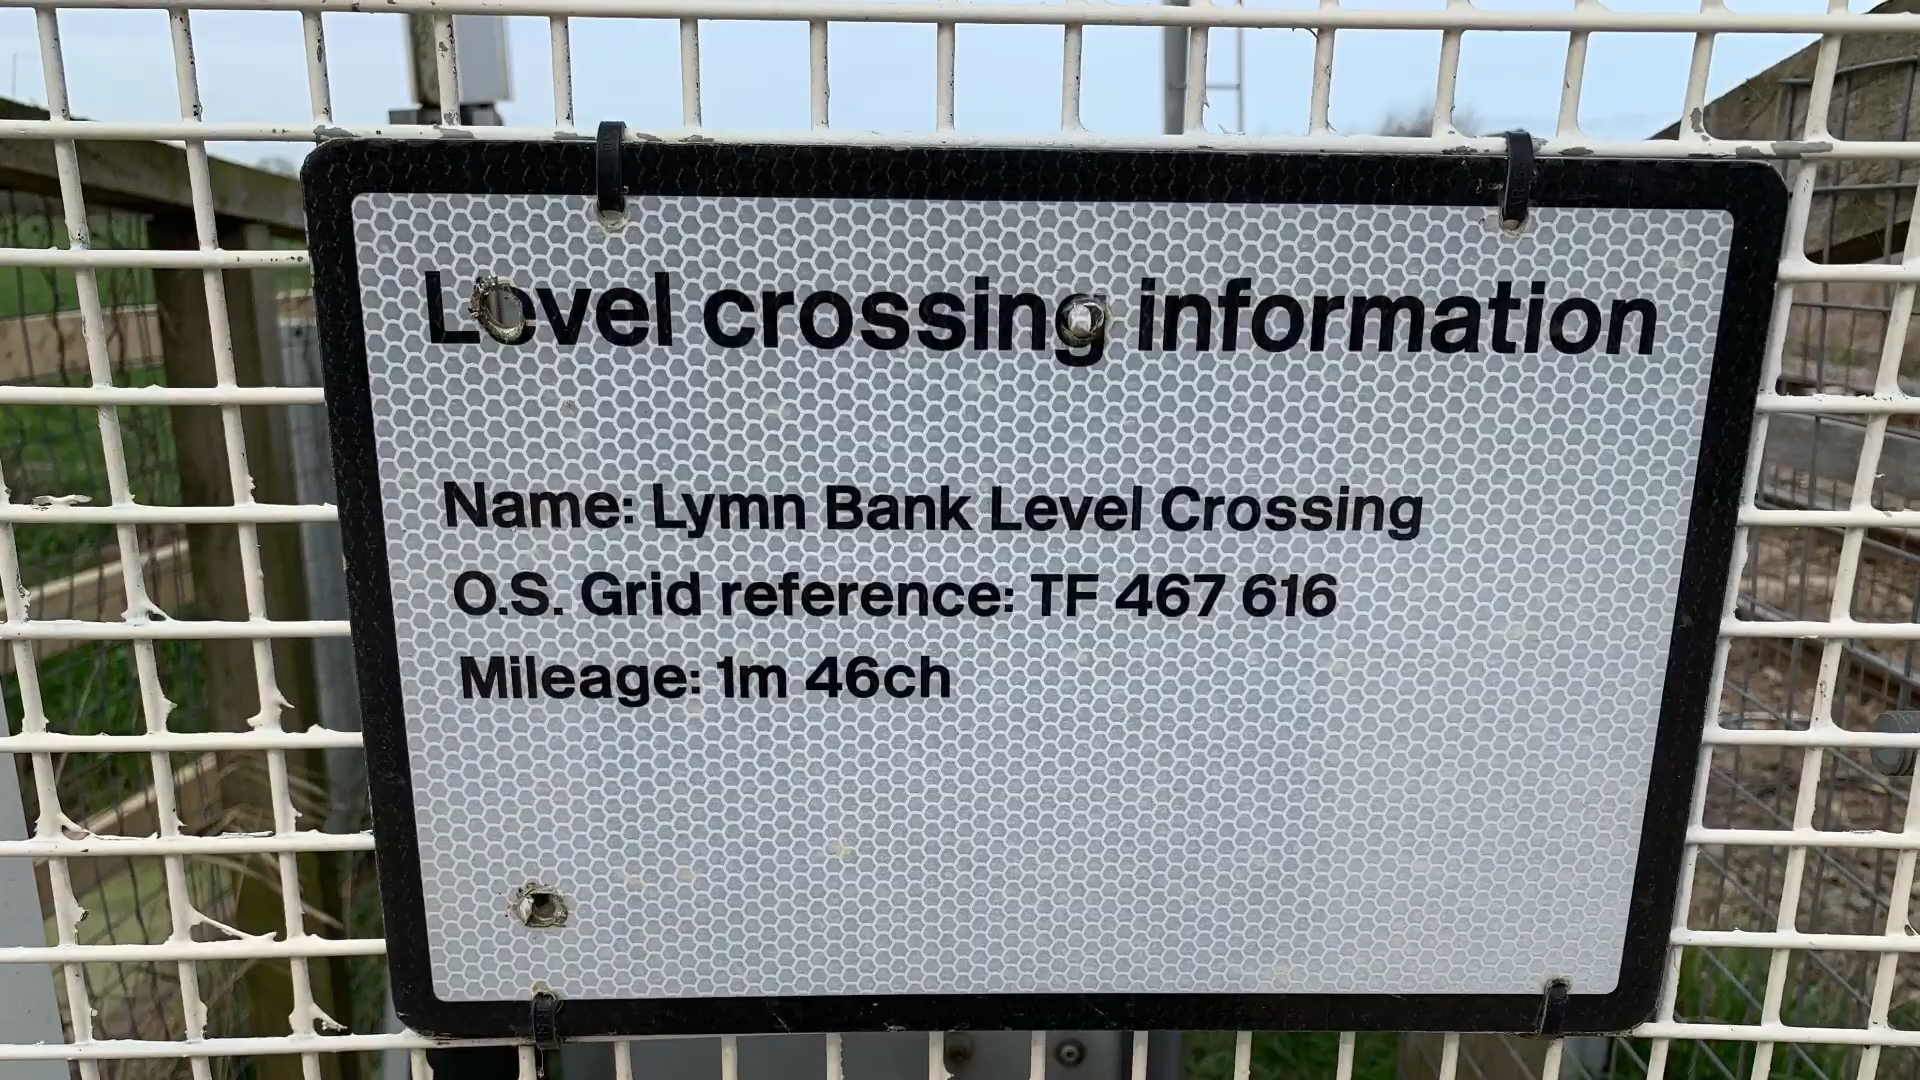 Level crossing information
Name: Lymn Bank Level Crossing
O.S. Grid reference: TF 467 616
Mileage: 1m 46ch